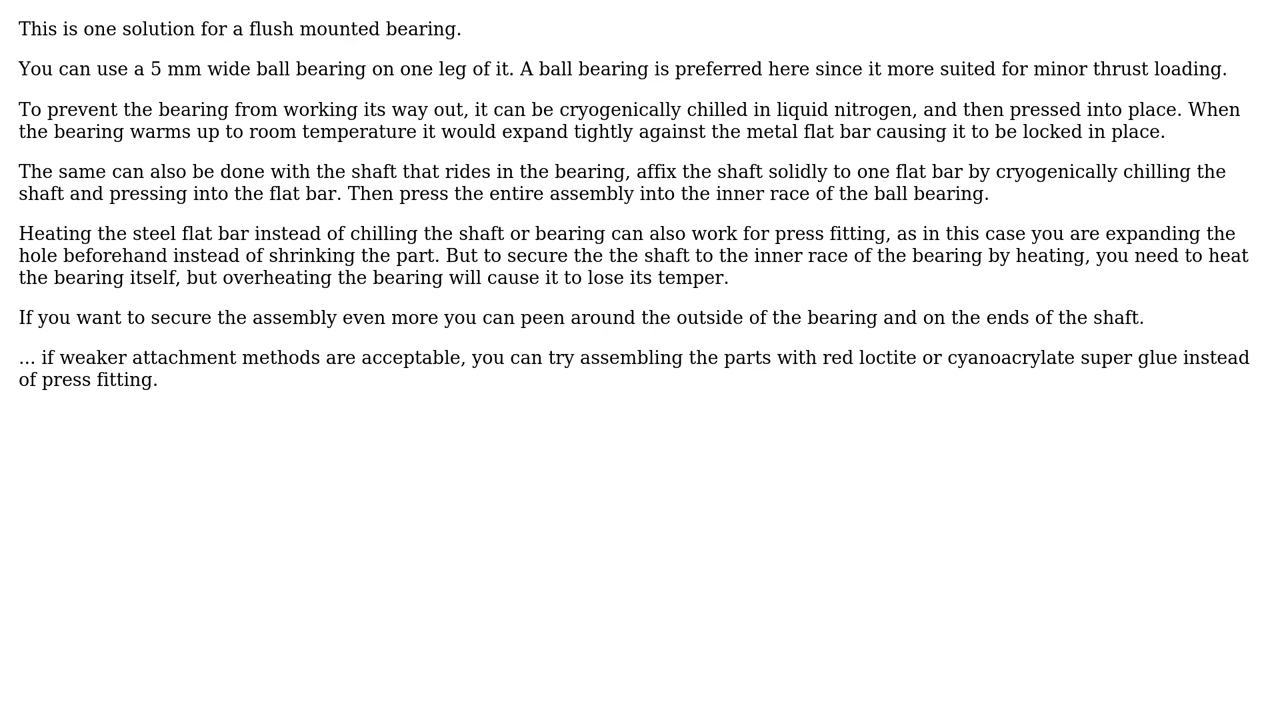 This is one solution for a flush mounted bearing.
You can use a 5 mm wide ball bearing on one leg of it. A ball bearing is preferred here since it more suited for minor thrust loading.
To prevent the bearing from working its way out, it can be cryogenically chilled in liquid nitrogen, and then pressed into place. When
the bearing warms up to room temperature it would expand tightly against the metal flat bar causing it to be locked in place.
The same can also be done with the shaft that rides in the bearing, affix the shaft solidly to one flat bar by cryogenically chilling the
shaft and pressing into the flat bar. Then press the entire assembly into the inner race of the ball bearing.
Heating the steel flat bar instead of chilling the shaft or bearing can also work for press fitting, as in this case you are expanding the
hole beforehand instead of shrinking the part. But to secure the the shaft to the inner race of the bearing by heating, you need to heat
the bearing itself, but overheating the bearing will cause it to lose its temper.
If you want to secure the assembly even more you can peen around the outside of the bearing and on the ends of the shaft.
... if weaker attachment methods are acceptable, you can try assembling the parts with red loctite or cyanoacrylate super glue instead
of press fitting.